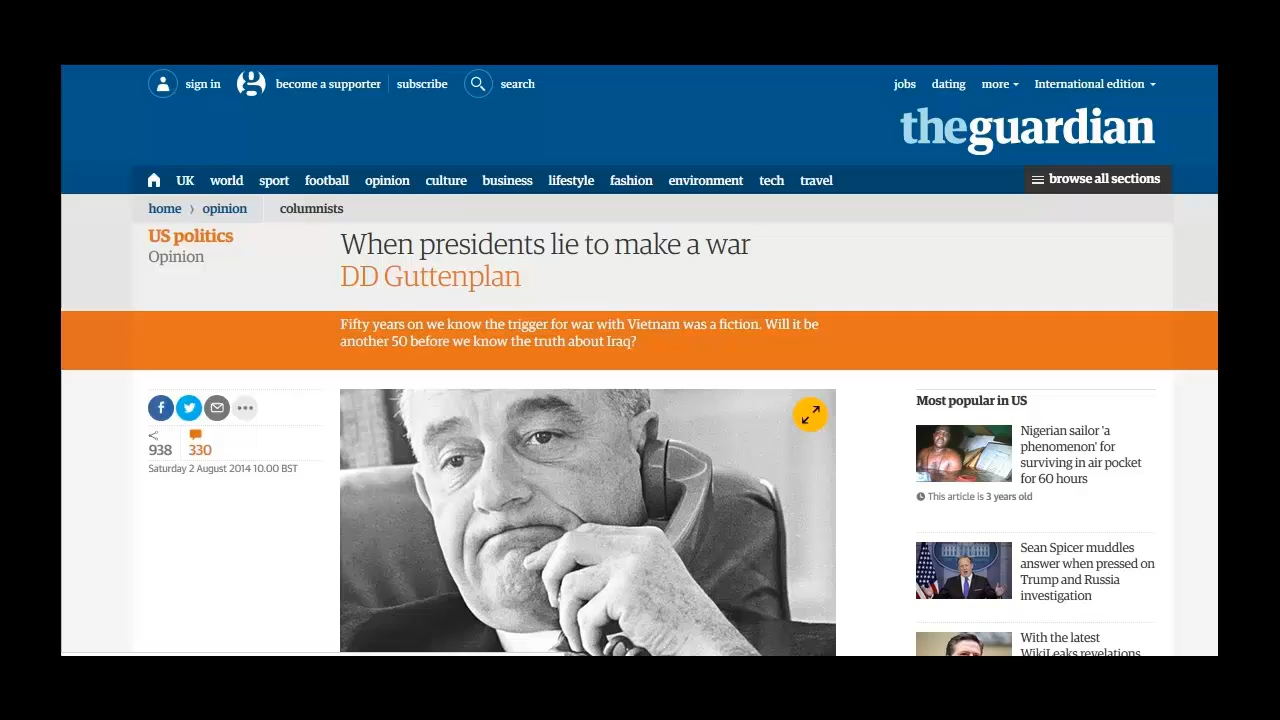 sign in
become a supporter
subscribe
search
jobs
dating
more
International edition
theguardian
UK
world
sport
football
opinion
culture
business
lifestyle
fashion
environment
tech
travel
browse all sections
home
opinion
columnists
US politics
Opinion
When presidents lie to make a war
DD Guttenplan
Fifty years on we know the trigger for war with Vietnam was a fiction. Will it be
another 50 before we know the truth about Iraq?
938
330
Saturday 2 August 2014 10.00 BST
Most popular in US
Nigerian sailor 'a
phenomenon' for
surviving in air pocket
for 60 hours
This article is 3 years old
Sean Spicer muddles
answer when pressed on
Trump and Russia
investigation
With the latest
WikiLeaks revelations